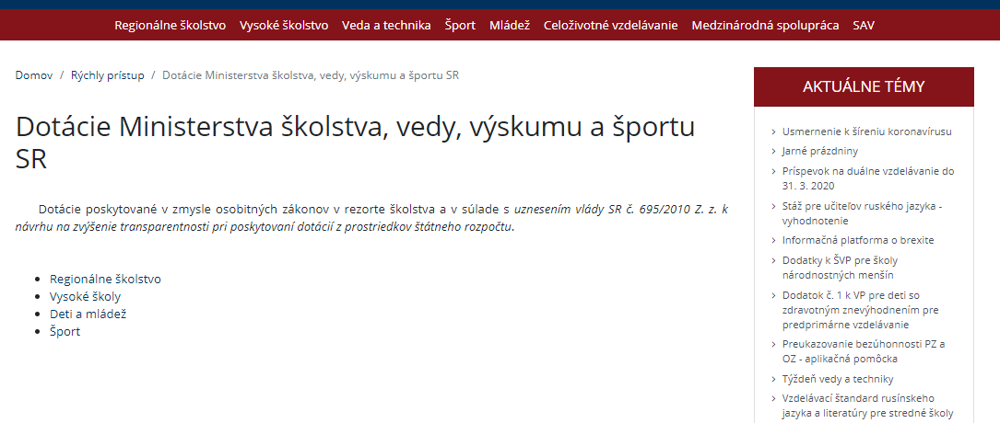 Regionálne školstvo Vysoké školstvo Veda a technika Šport Mládež Celoživotné vzdelávanie Medzinárodná spolupráca SAV
Domov / Rýchly prístup / Dotácie Ministerstva školstva, vedy, výskumu a športu SR
Dotácie Ministerstva školstva, vedy, výskumu a športu
SR
Dotácie poskytované v zmysle osobitných zákonov v rezorte školstva a v súlade s uznesením vlády SR č. 695/2010 Z. z. k
návrhu na zvýšenie transparentnosti pri poskytovaní dotácií z prostriedkov štátneho rozpočtu.
Regionálne školstvo
Vysoké školy
Deti a mládež
Šport
AKTUÁLNE TÉMY
Usmernenie k šíreniu koronavírusu
Jarné prázdniny
Príspevok na duálne vzdelávanie do
31. 3. 2020
Stáž pre učiteľov ruského jazyka -
vyhodnotenie
Informačná platforma o brexite
Dodatky k ŠVP pre školy
národnostných menšín
Dodatok č. 1 k VP pre deti so
zdravotným znevýhodnením pre
predprimárne vzdelávanie
Preukazovanie bezúhonnosti PZ a
OZ - aplikačná pomôcka
Týždeň vedy a techniky
Vzdelávací štandard rusínskeho
jazyka a literatúry pre stredné školy